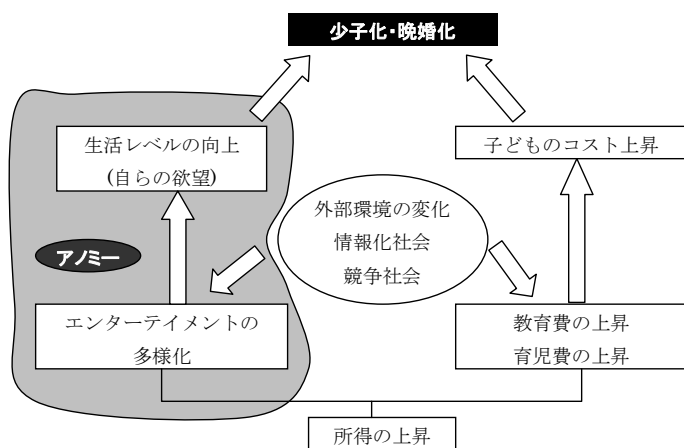 少子化・晩婚化
生活レベルの向上
(自らの欲望)
子どものコスト上昇
外部環境の変化
情報化社会
競争社会
アノミー
エンターテイメントの
多様化
教育費の上昇
育児費の上昇
所得の上昇